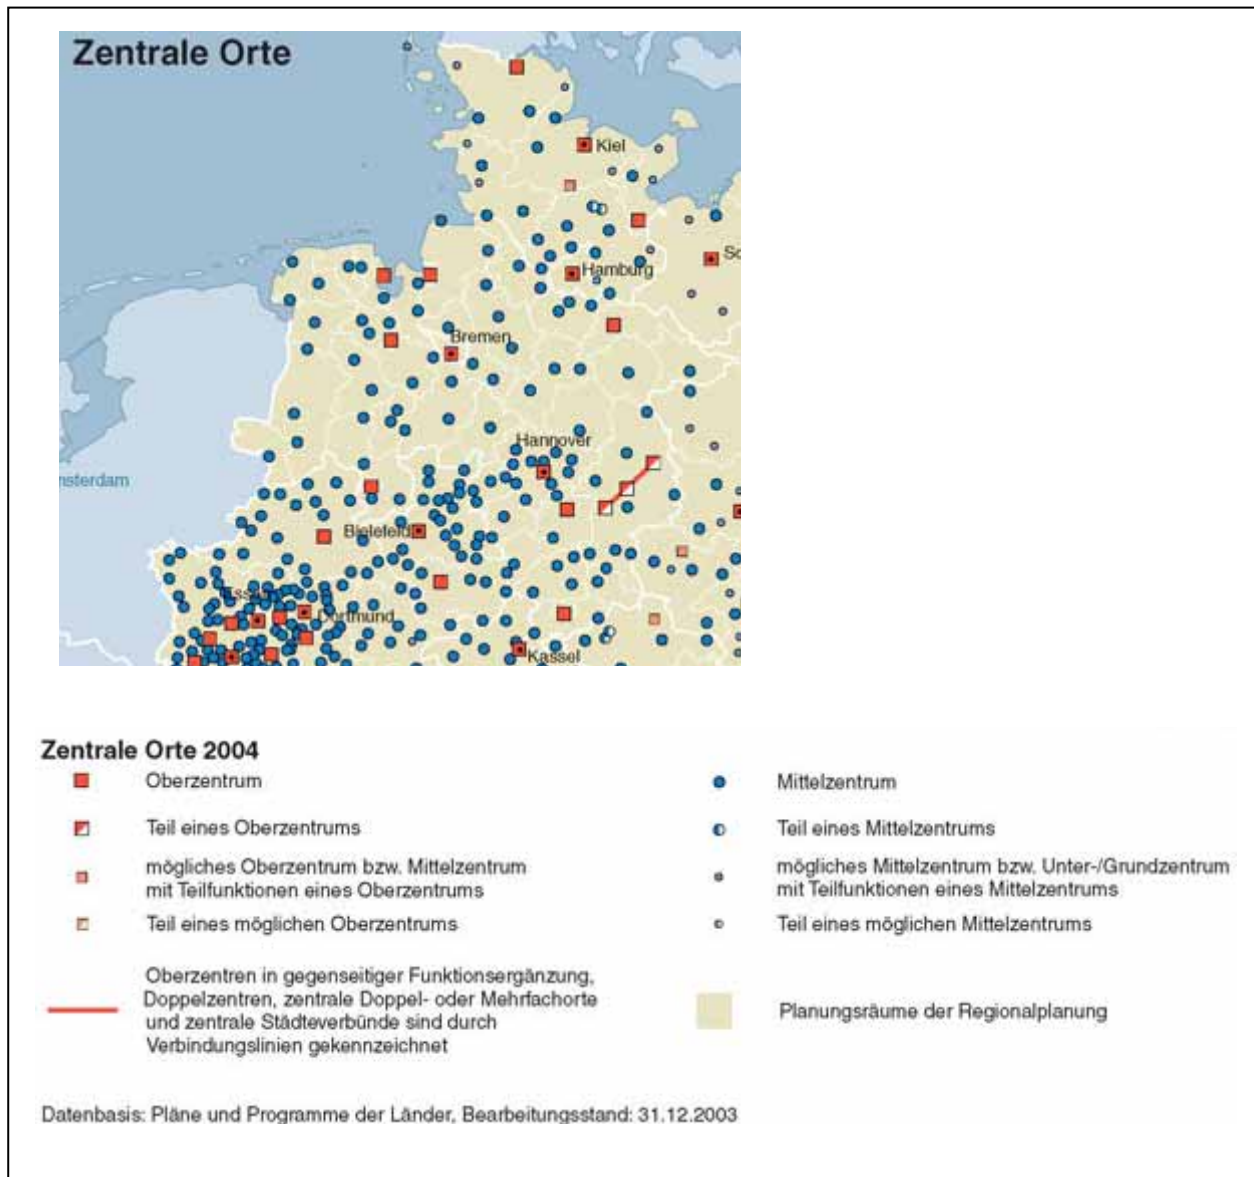 Zentrale Orte
Kiel
Hamburg
Bremen
Hannover
Bielefeld
Dortmund
Kassel
Zentrale Orte 2004
Oberzentrum
Teil eines Oberzentrums
mögliches Oberzentrum bzw. Mittelzentrum
mit Teilfunktionen eines Oberzentrums
Teil eines möglichen Oberzentrums
Oberzentren in gegenseitiger Funktionsergänzung,
Doppelzentren, zentrale Doppel- oder Mehrfachorte
und zentrale Städteverbünde sind durch
Verbindungslinien gekennzeichnet
Mittelzentrum
Teil eines Mittelzentrums
mögliches Mittelzentrum bzw. Unter-/Grundzentrum
mit Teilfunktionen eines Mittelzentrums
Teil eines möglichen Mittelzentrums
Planungsräume der Regionalplanung
Datenbasis: Pläne und Programme der Länder, Bearbeitungsstand: 31.12.2003